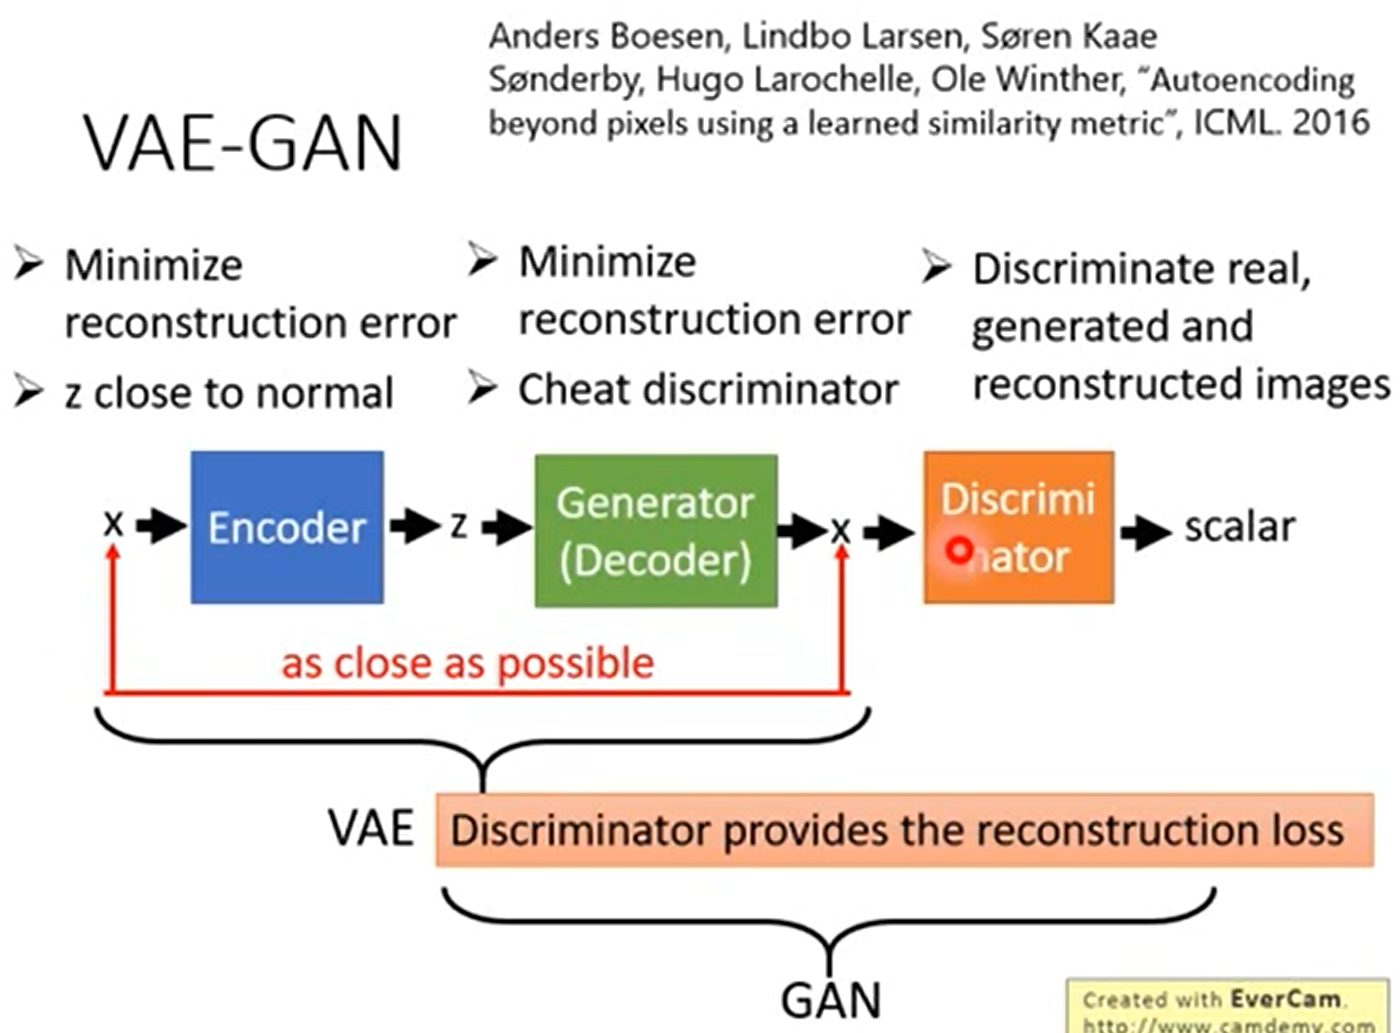 Anders Boesen, Lindbo Larsen, Søren Kaae
Sønderby, Hugo Larochelle, Ole Winther, “Autoencoding
beyond pixels using a learned similarity metric”, ICML. 2016
VAE-GAN
Minimize
reconstruction error
z close to normal
Minimize
reconstruction error
Cheat discriminator
Discriminate real,
generated and
reconstructed images
x
Encoder
z
Generator
(Decoder)
x
Discrimi
nator
scalar
as close as possible
VAE
Discriminator provides the reconstruction loss
GAN
Created with EverCam.
http://www.camdemy.com